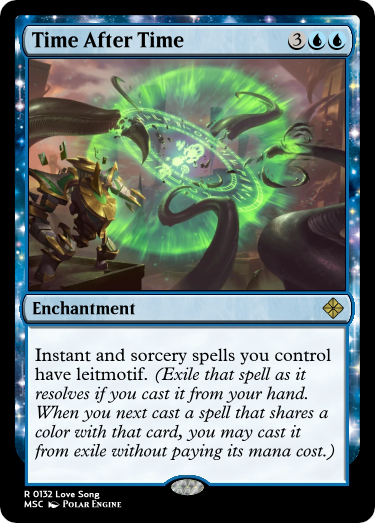 Time After Time 3
Enchantment
Instant and sorcery spells you control
have leitmotif. (Exile that spell as it
resolves if you cast it from your hand.
When you next cast a spell that shares a
color with that card, you may cast it
from exile without paying its mana cost.)
R 0132 Love Song
MSC Polar Engine